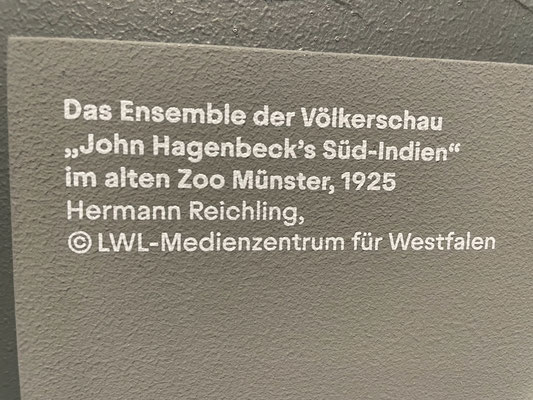 Das Ensemble der Völkerschau
„John Hagenbeck’s Süd-Indien“
im alten Zoo Münster, 1925
Hermann Reichling,
© LWL-Medienzentrum für Westfalen